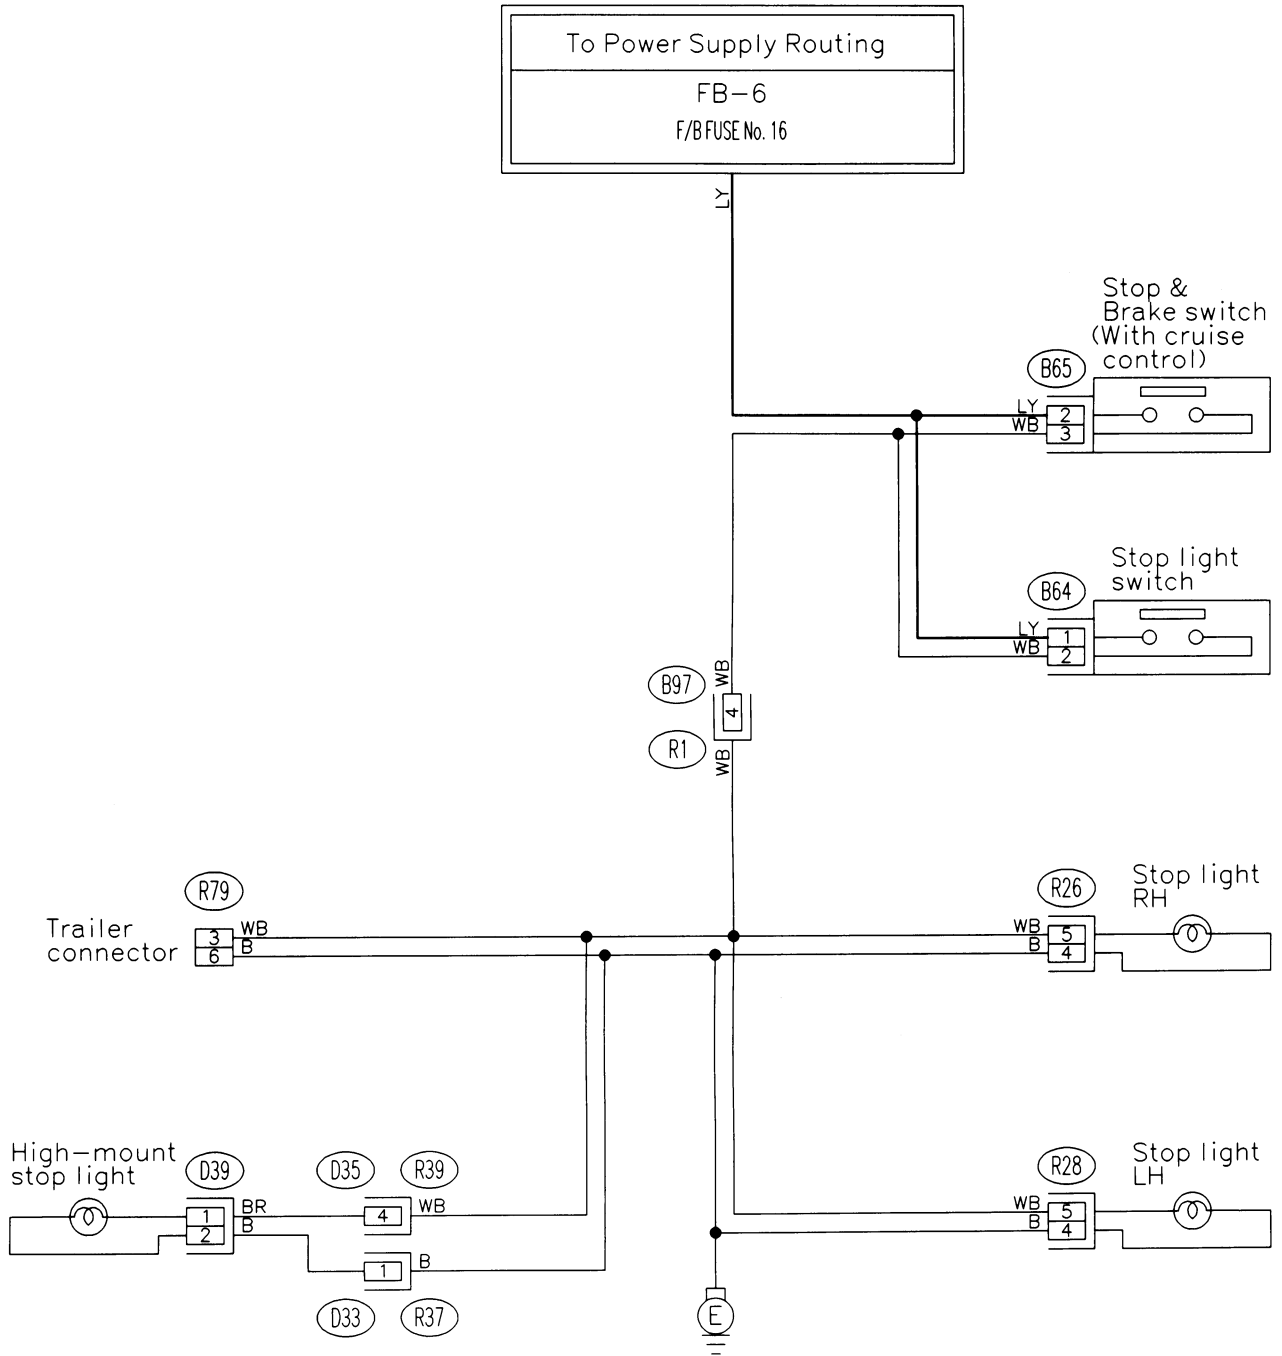 To Power Supply Routing
FB-6
F/B FUSE No. 16
LY
Stop &
Brake switch
(With cruise
control)
B65
LY
2
WB
3
Stop light
switch
B64
LY
1
WB
2
B97
WB
4
R1
WB
R79
Trailer
connector
3
WB
6
B
R26
Stop light
RH
WB
5
B
4
High-mount
stop light
D39
1
BR
2
B
D35
R39
4
WB
1
B
D33
R37
R28
Stop light
LH
WB
5
B
4
E